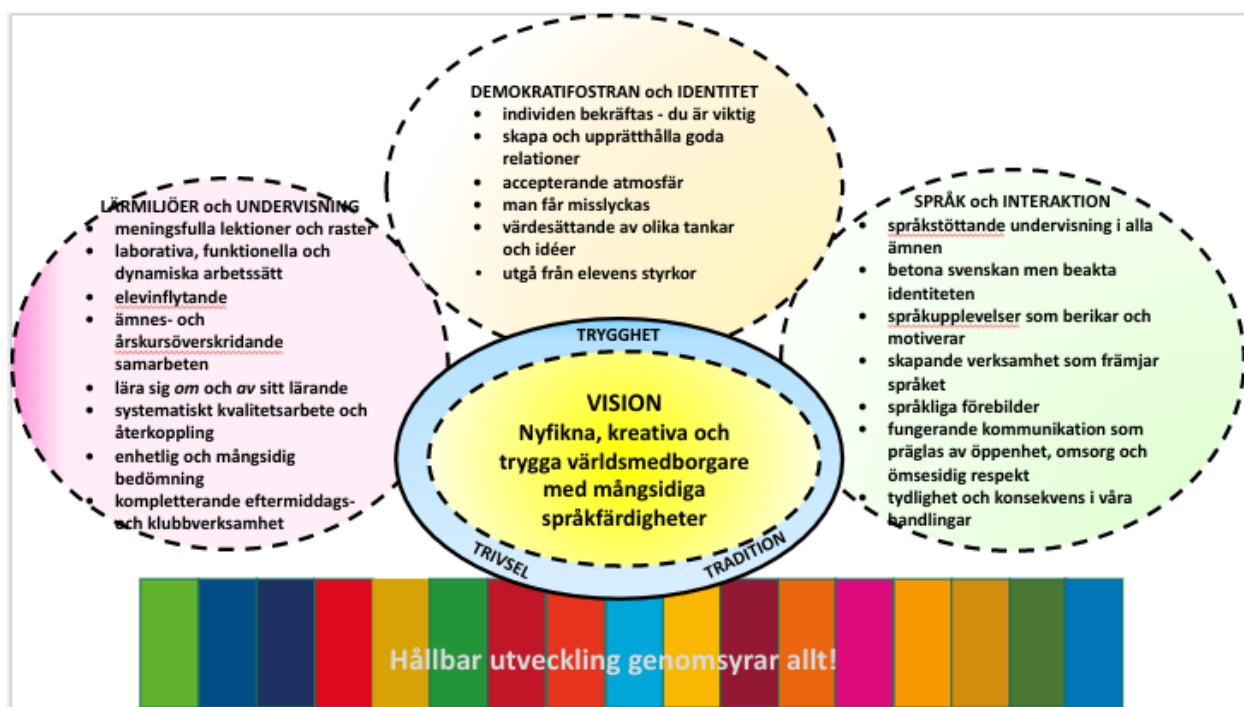 DEMOKRATIFOSTRAN och IDENTITET
• individen bekräftas - du är viktig
• skapa och upprätthålla goda
relationer
• accepterande atmosfär
• man får misslyckas
• värdesättande av olika tankar
och idéer
• utgå från elevens styrkor
LÄRMILJÖER och UNDERVISNING
• meningsfulla lektioner och raster
• laborativa, funktionella och
dynamiska arbetssätt
• elevinflytande
• ämnes- och
årskursöverskridande
samarbeten
• lära sig om och av sitt lärande
• systematiskt kvalitetsarbete och
återkoppling
• enhetlig och mångsidig
bedömning
• kompletterande eftermiddags-
och klubbverksamhet
SPRÅK och INTERAKTION
• språkstöttande undervisning i alla
ämnen
• betona svenskan men beakta
identiteten
• språkupplevelser som berikar och
motiverar
• skapande verksamhet som främjar
språket
• språkliga förebilder
• fungerande kommunikation som
präglas av öppenhet, omsorg och
ömsesidig respekt
• tydlighet och konsekvens i våra
handlingar
TRYGGHET
VISION
Nyfikna, kreativa och
trygga världsmedborgare
med mångsidiga
språkfärdigheter
TRIVSEL
TRADITION
Hållbar utveckling genomsyrar allt!